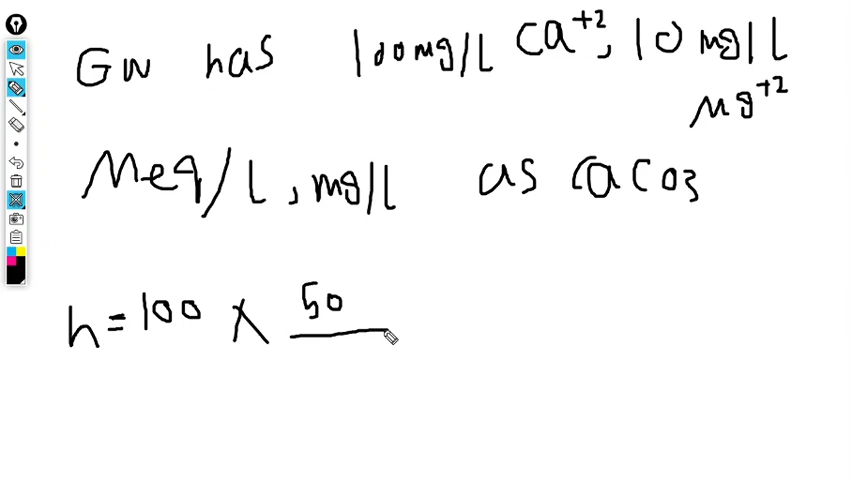 GW has 100mg/l Ca+2, 10 mg/l
Mg+2
Meq/L, mg/l as CaCO3
h = 100 X 50